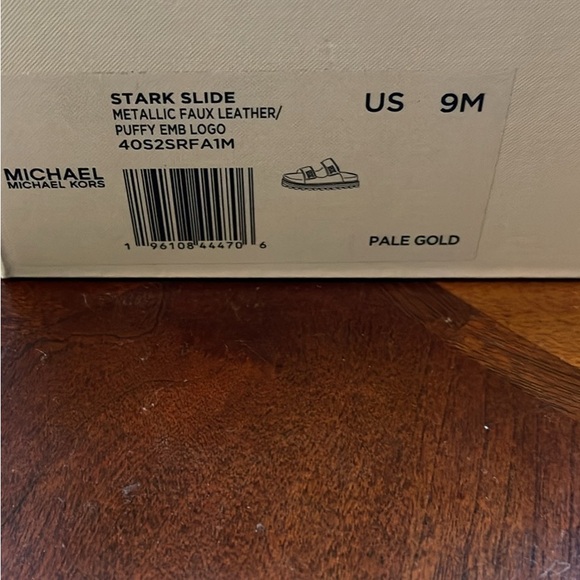 STARK SLIDE
METALLIC FAUX LEATHER/
PUFFY EMB LOGO
40S2SRFA1M
US 9M
MICHAEL
MICHAEL KORS
1 96108 44470 6
PALE GOLD